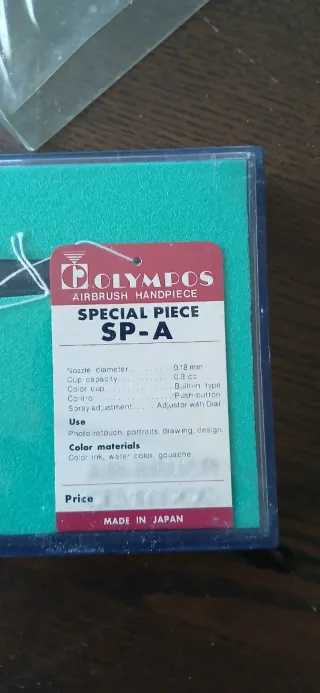 OLYMPOS
AIRBRUSH HANDPIECE
SPECIAL PIECE
SP-A
Nozzle diameter.......0.18 mm
Cup capacity...........0.3 cc
Color cup...........Built-in type
Control...............Push-button
Spray adjustment.....Adjustor with Dial
Use
Photo retouch, portraits, drawing, design.
Color materials
Color ink, water color, gouache.
Price
MADE IN JAPAN